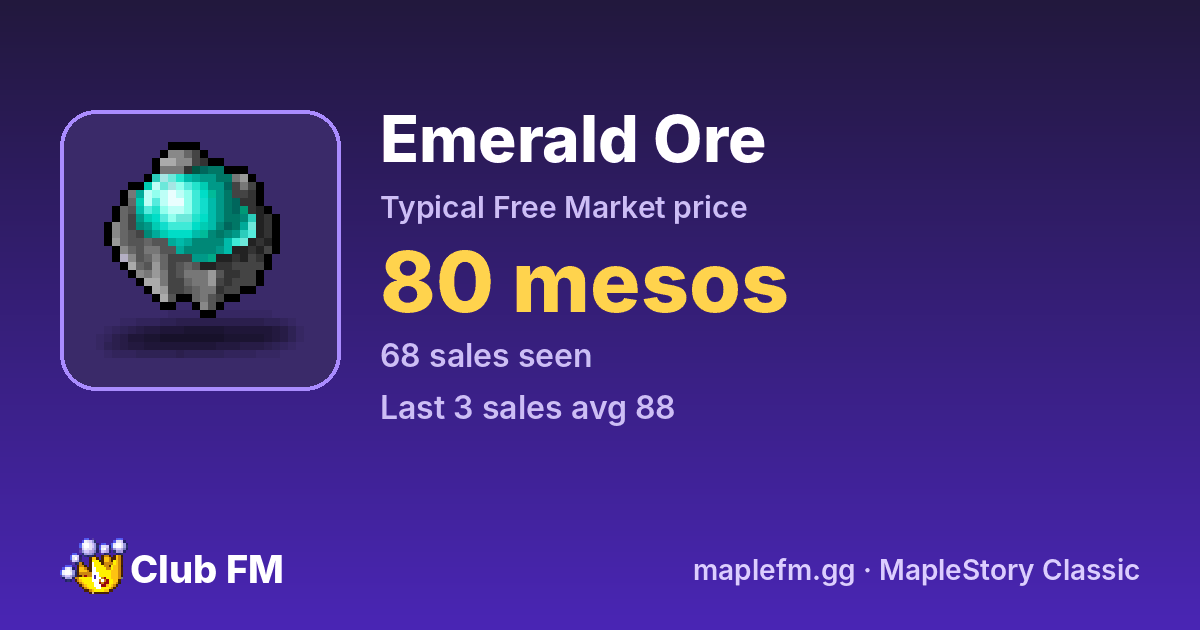 Emerald Ore
Typical Free Market price
80 mesos
68 sales seen
Last 3 sales avg 88
Club FM
maplefm.gg · MapleStory Classic